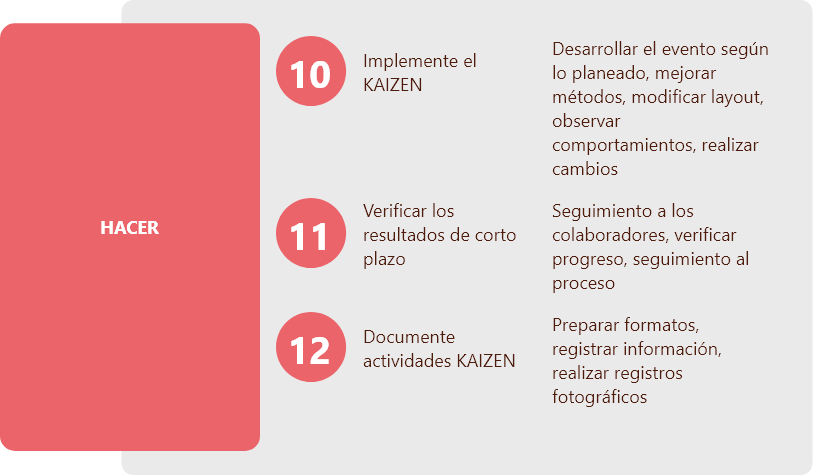 HACER
10
Implemente el
KAIZEN
Desarrollar el evento según
lo planeado, mejorar
métodos, modificar layout,
observar
comportamientos, realizar
cambios
11
Verificar los
resultados de corto
plazo
Seguimiento a los
colaboradores, verificar
progreso, seguimiento al
proceso
12
Documente
actividades KAIZEN
Preparar formatos,
registrar información,
realizar registros
fotográficos